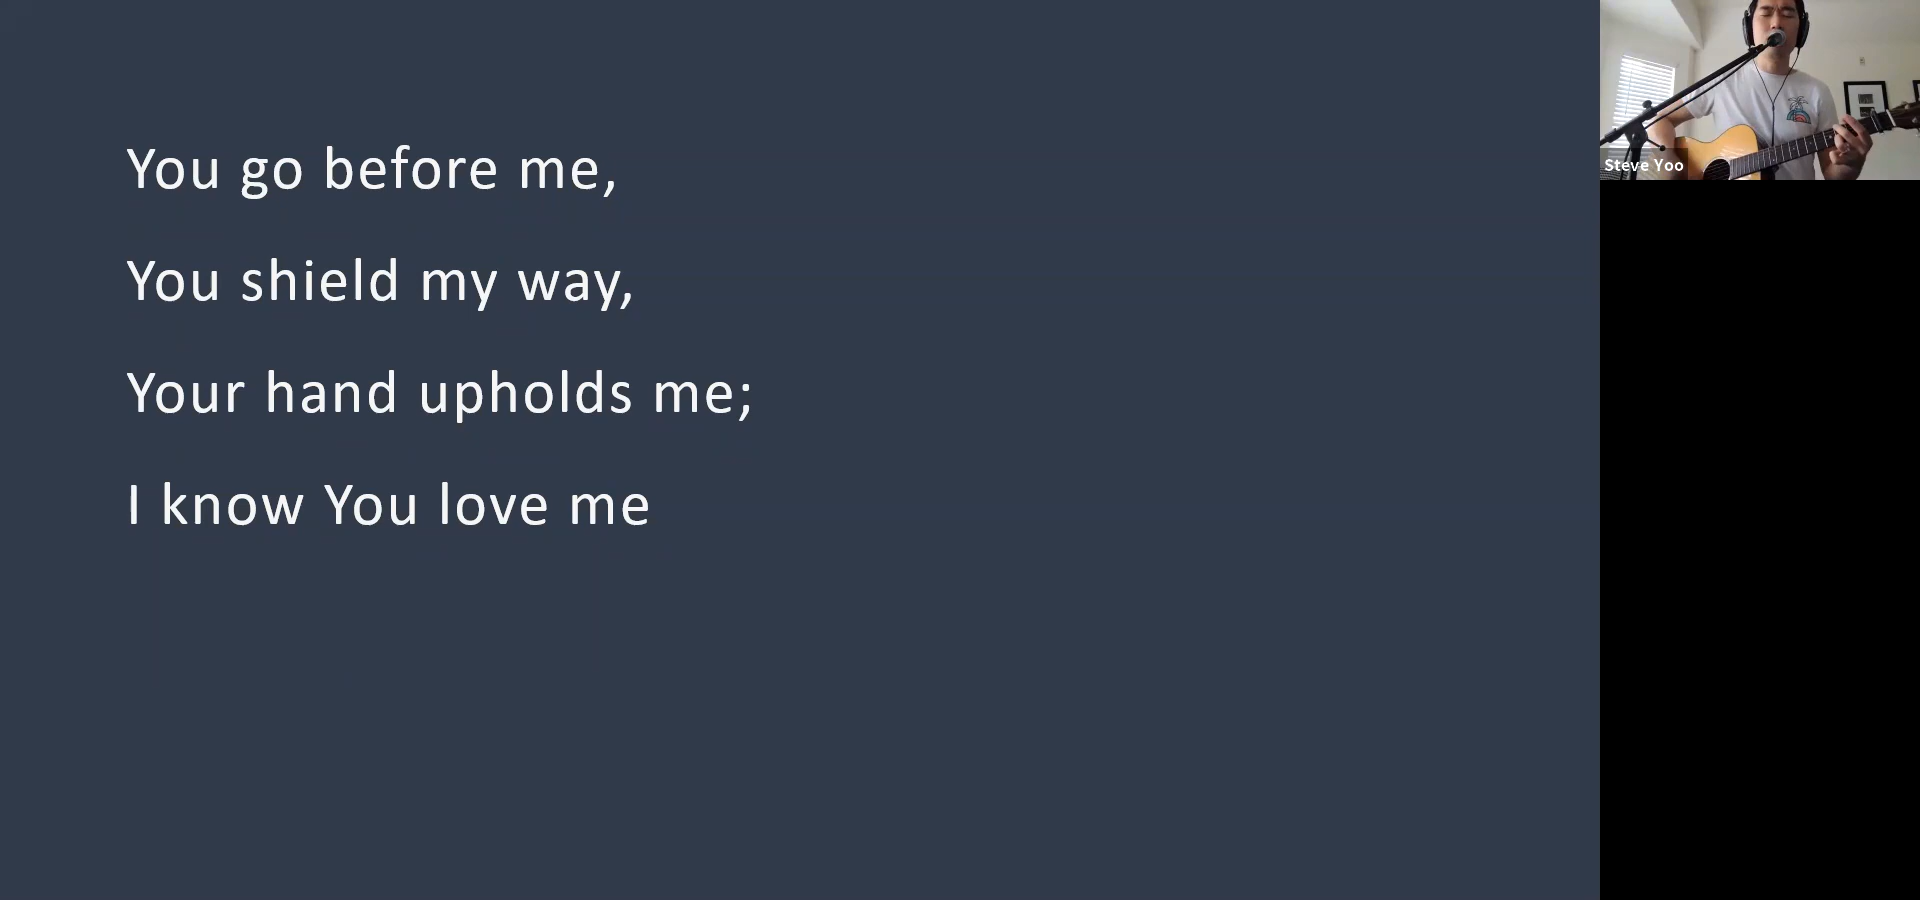 You go before me,
You shield my way,
Your hand upholds me;
I know You love me
Steve Yoo